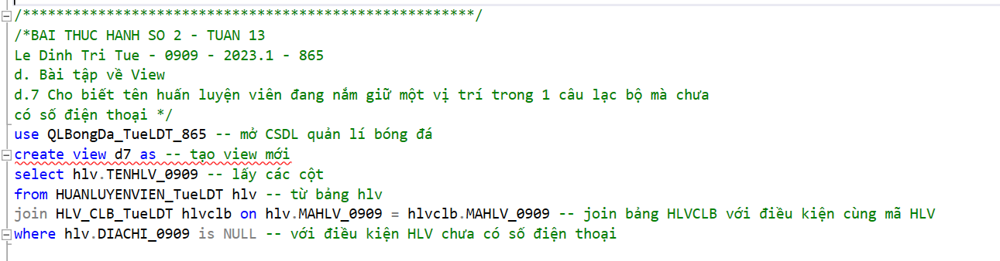 /******************************************************/
/*BAI THUC HANH SO 2 - TUAN 13
Le Dinh Tri Tue - 0909 - 2023.1 - 865
d. Bài tập về View
d.7 Cho biết tên huấn luyện viên đang nắm giữ một vị trí trong 1 câu lạc bộ mà chưa
có số điện thoại */
use QLBongDa_TueLDT_865 -- mở CSDL quản lí bóng đá
create view d7 as -- tạo view mới
select hlv.TENHLV_0909 -- lấy các cột
from HUANLUYENVIEN_TueLDT hlv -- từ bảng hlv
join HLV_CLB_TueLDT hlvclb on hlv.MAHLV_0909 = hlvclb.MAHLV_0909 -- join bảng HLVCLB với điều kiện cùng mã HLV
where hlv.DIACHI_0909 is NULL -- với điều kiện HLV chưa có số điện thoại